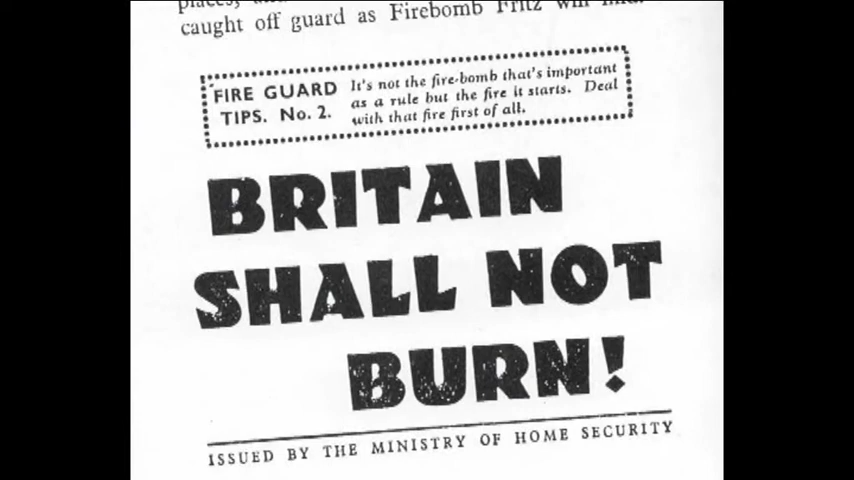 caught off guard as Firebomb Fritz will
FIRE GUARD
TIPS. No. 2.
It's not the fire-bomb that's important
as a rule but the fire it starts. Deal
with that fire first of all.
BRITAIN
SHALL NOT
BURN!
ISSUED BY THE MINISTRY OF HOME SECURITY